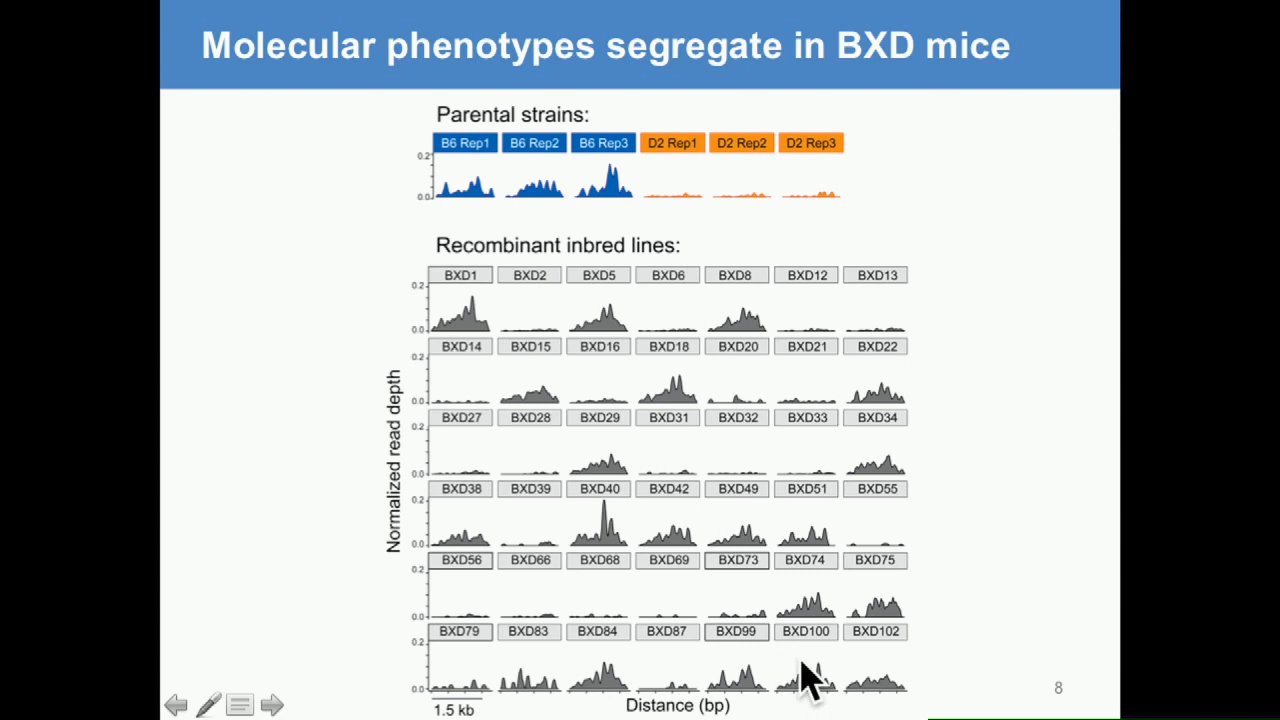 Molecular phenotypes segregate in BXD mice
Parental strains:
B6 Rep1 B6 Rep2 B6 Rep3 D2 Rep1 D2 Rep2 D2 Rep3
0.2
0.0
Recombinant inbred lines:
BXD1 BXD2 BXD5 BXD6 BXD8 BXD12 BXD13
0.2
0.0
BXD14 BXD15 BXD16 BXD18 BXD20 BXD21 BXD22
0.2
0.0
BXD27 BXD28 BXD29 BXD31 BXD32 BXD33 BXD34
0.2
0.0
BXD38 BXD39 BXD40 BXD42 BXD49 BXD51 BXD55
0.2
0.0
BXD56 BXD66 BXD68 BXD69 BXD73 BXD74 BXD75
0.2
0.0
BXD79 BXD83 BXD84 BXD87 BXD99 BXD100 BXD102
0.2
0.0
Normalized read depth
1.5 kb
Distance (bp)
8